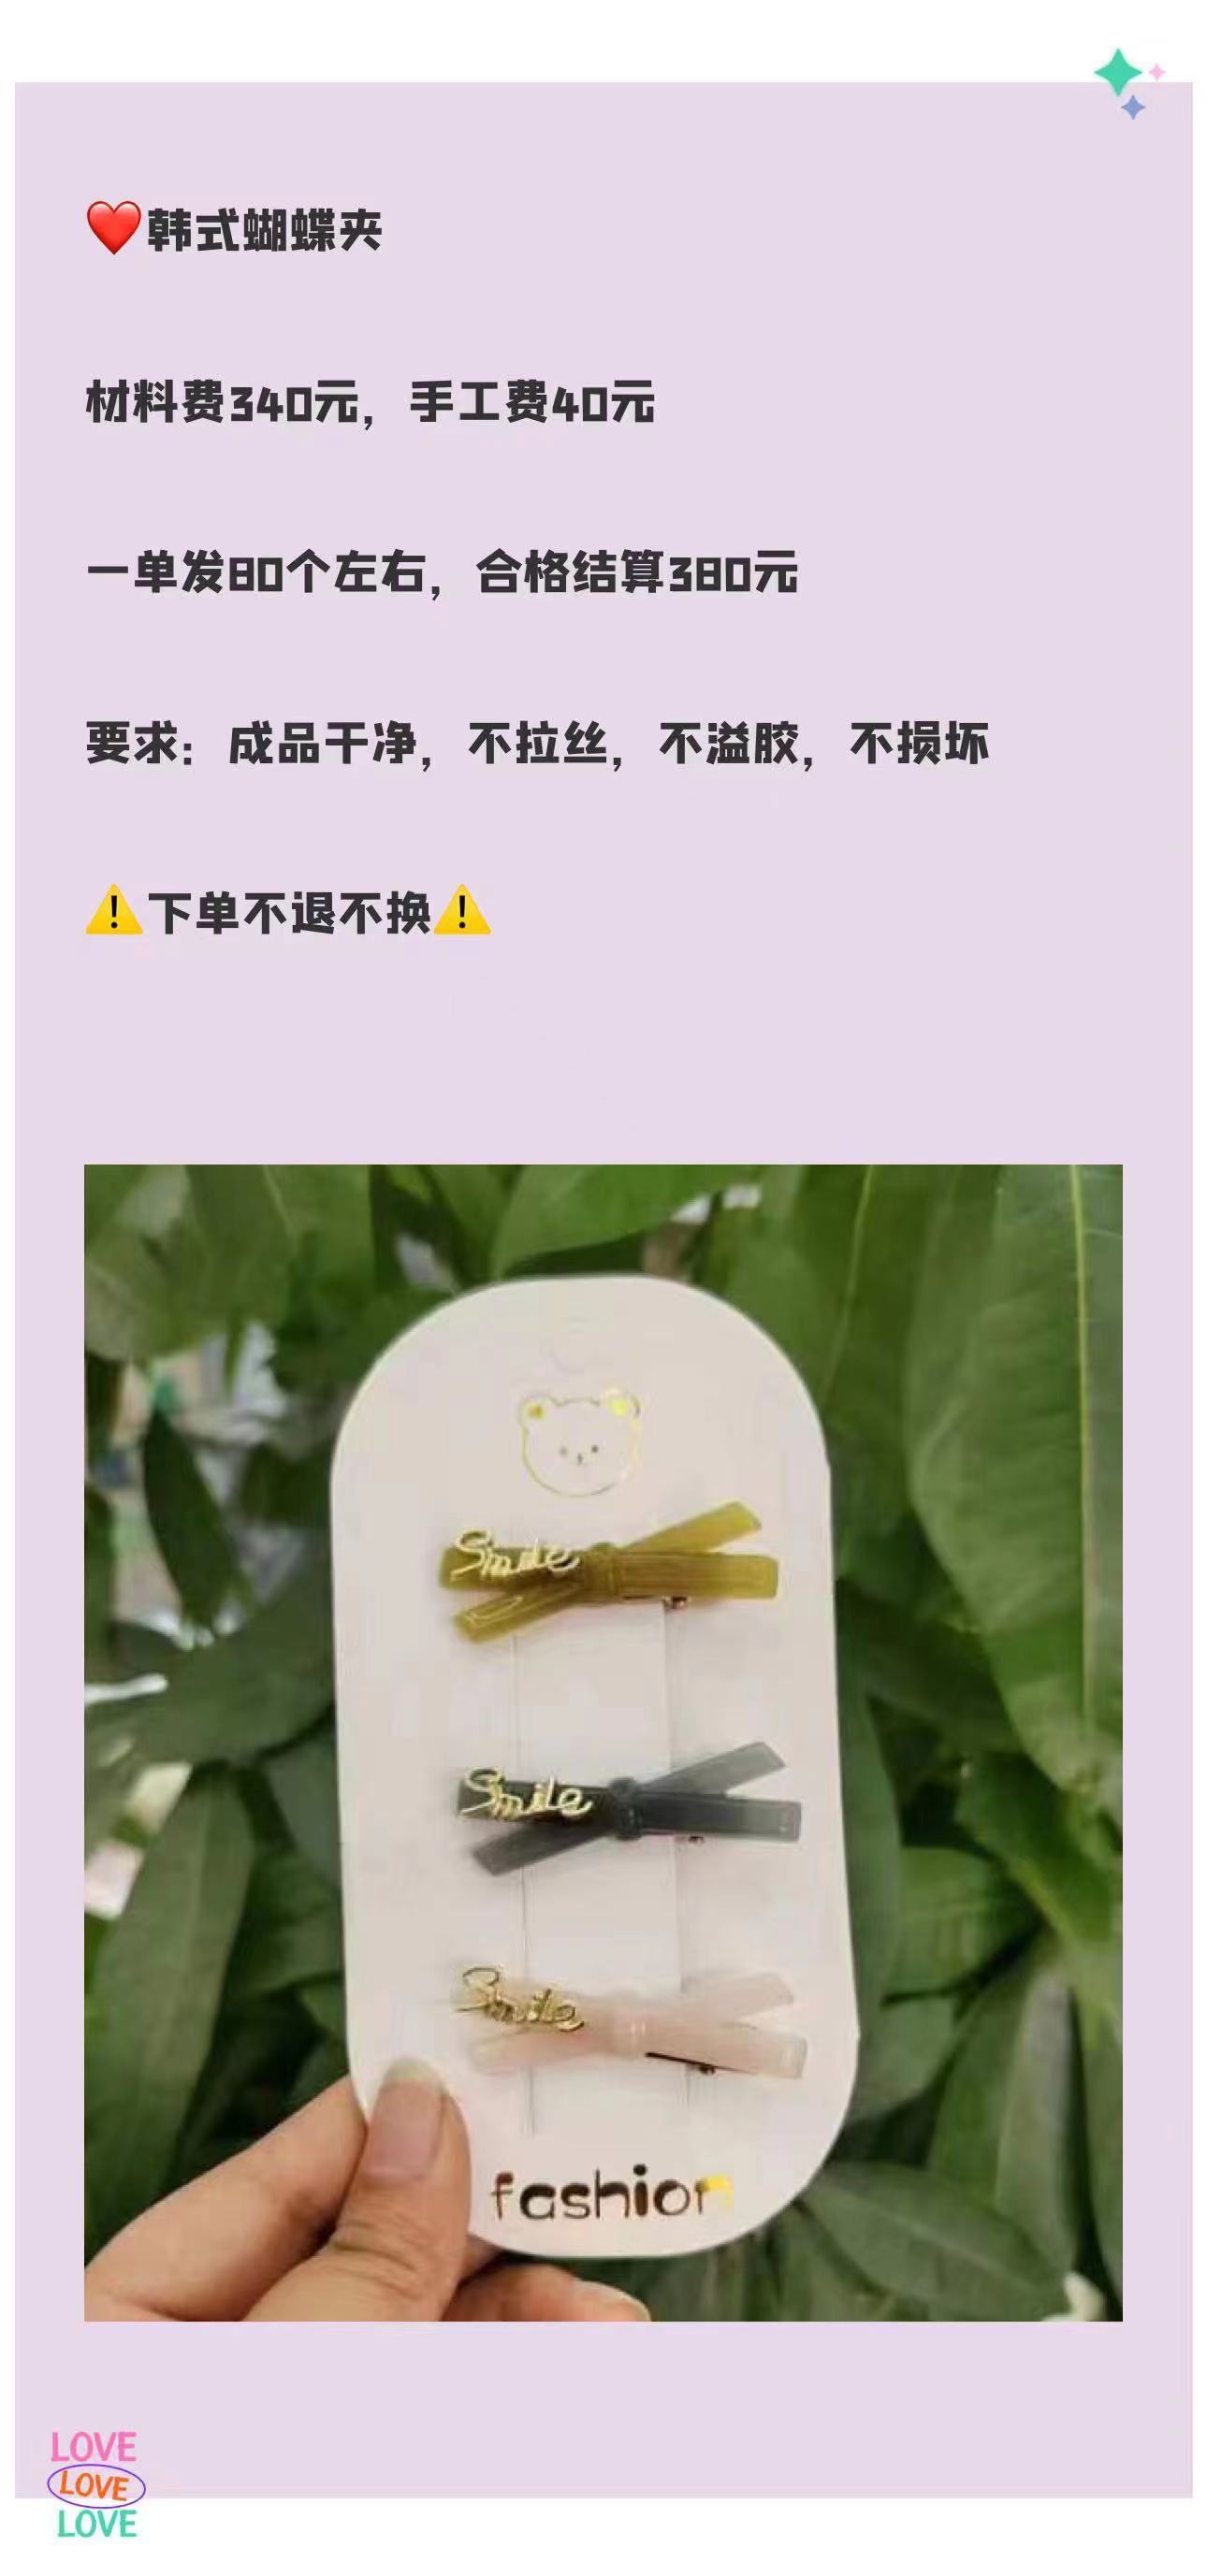 ❤️韩式蝴蝶夹
材料费340元，手工费40元
一单发80个左右，合格结算380元
要求：成品干净，不拉丝，不溢胶，不损坏
⚠️下单不退不换⚠️
Smile
Smile
Smile
fashion
LOVE
LOVE
LOVE